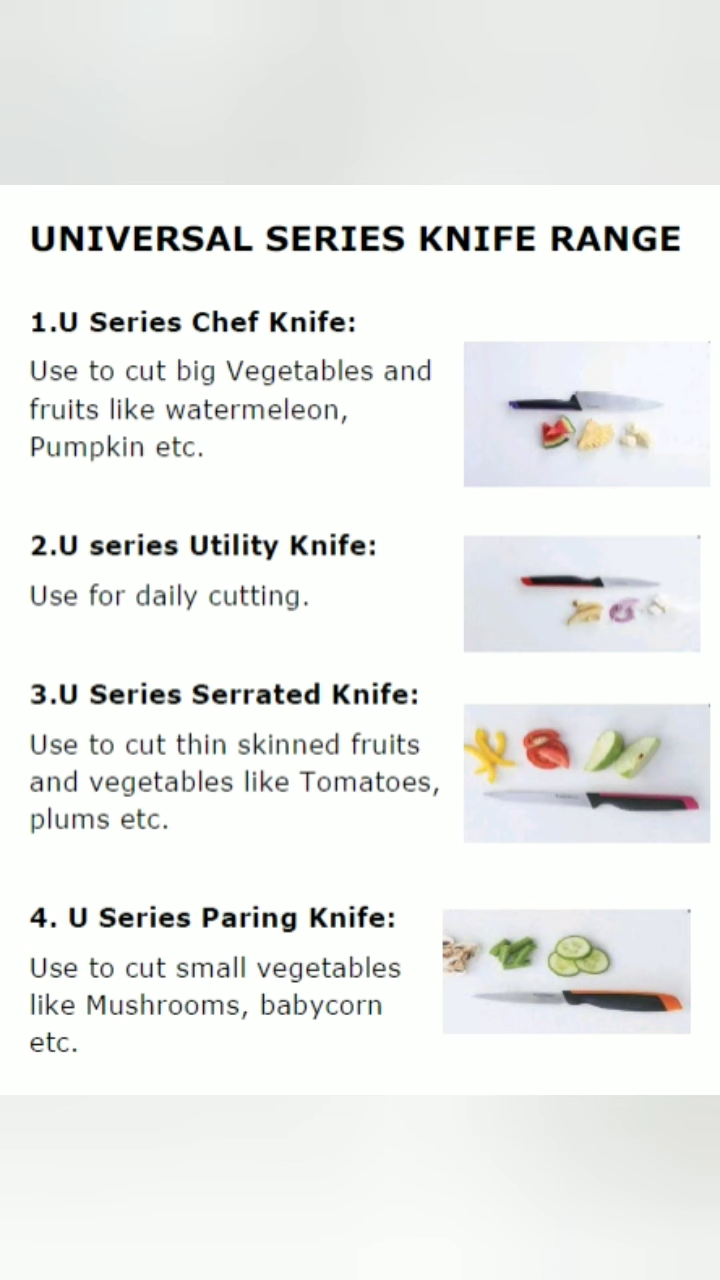 UNIVERSAL SERIES KNIFE RANGE
1.U Series Chef Knife:
Use to cut big Vegetables and
fruits like watermeleon,
Pumpkin etc.
2.U series Utility Knife:
Use for daily cutting.
3.U Series Serrated Knife:
Use to cut thin skinned fruits
and vegetables like Tomatoes,
plums etc.
4. U Series Paring Knife:
Use to cut small vegetables
like Mushrooms, babycorn
etc.